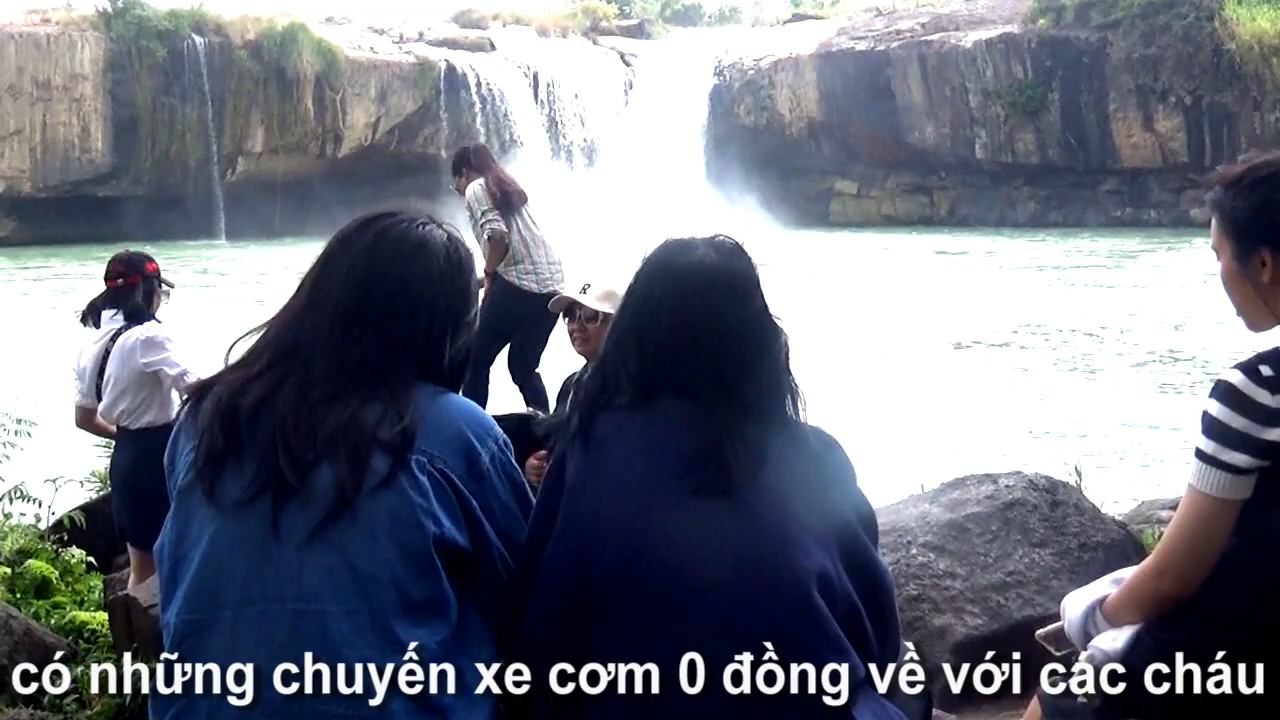 R
có những chuyến xe cơm 0 đồng về với các cháu